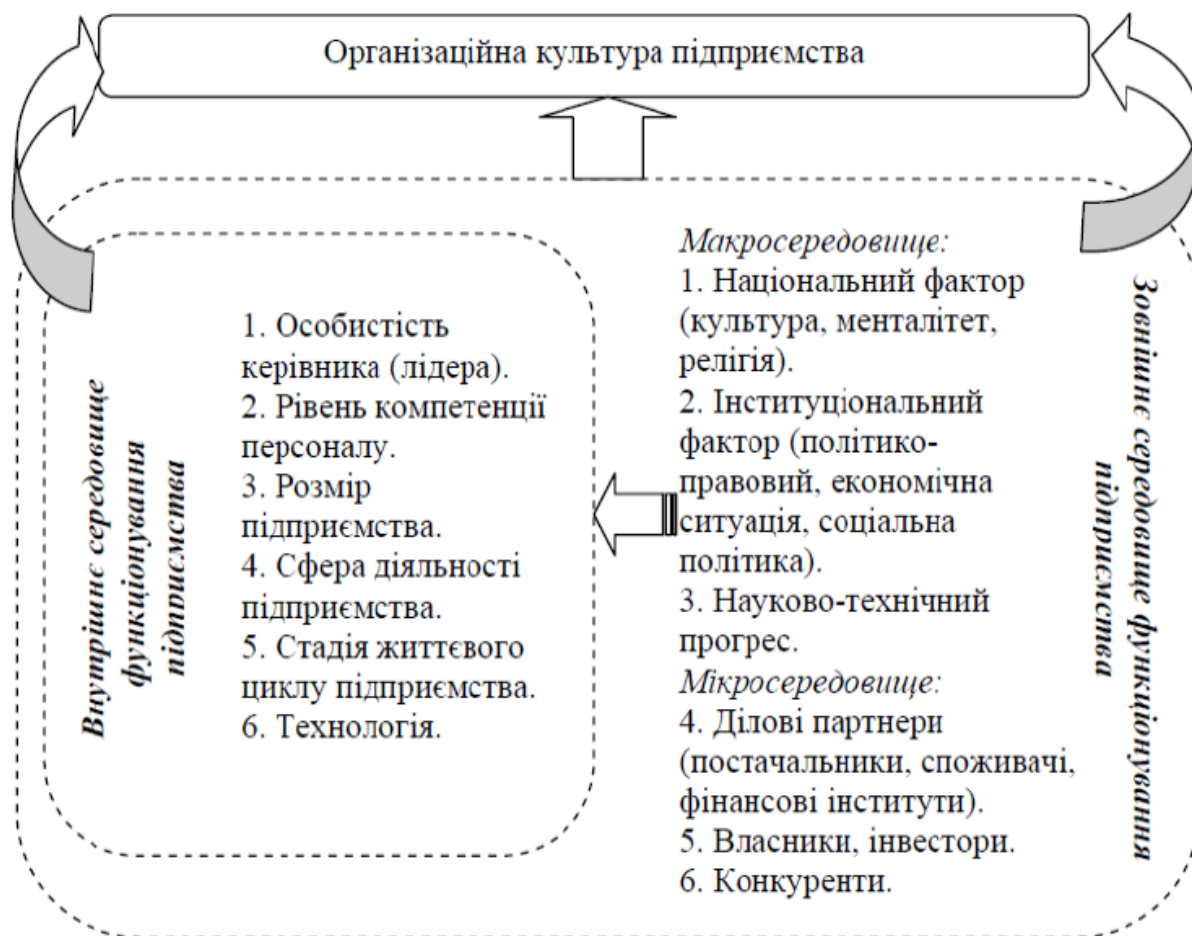 Організаційна культура підприємства
Внутрішнє середовище
функціонування
підприємства
1. Особистість
керівника (лідера).
2. Рівень компетенції
персоналу.
3. Розмір
підприємства.
4. Сфера діяльності
підприємства.
5. Стадія життєвого
циклу підприємства.
6. Технологія.
Макросередовище:
1. Національний фактор
(культура, менталітет,
релігія).
2. Інституціональний
фактор (політико-
правовий, економічна
ситуація, соціальна
політика).
3. Науково-технічний
прогрес.
Мікросередовище:
4. Ділові партнери
(постачальники, споживачі,
фінансові інститути).
5. Власники, інвестори.
6. Конкуренти.
Зовнішнє середовище функціонування
підприємства